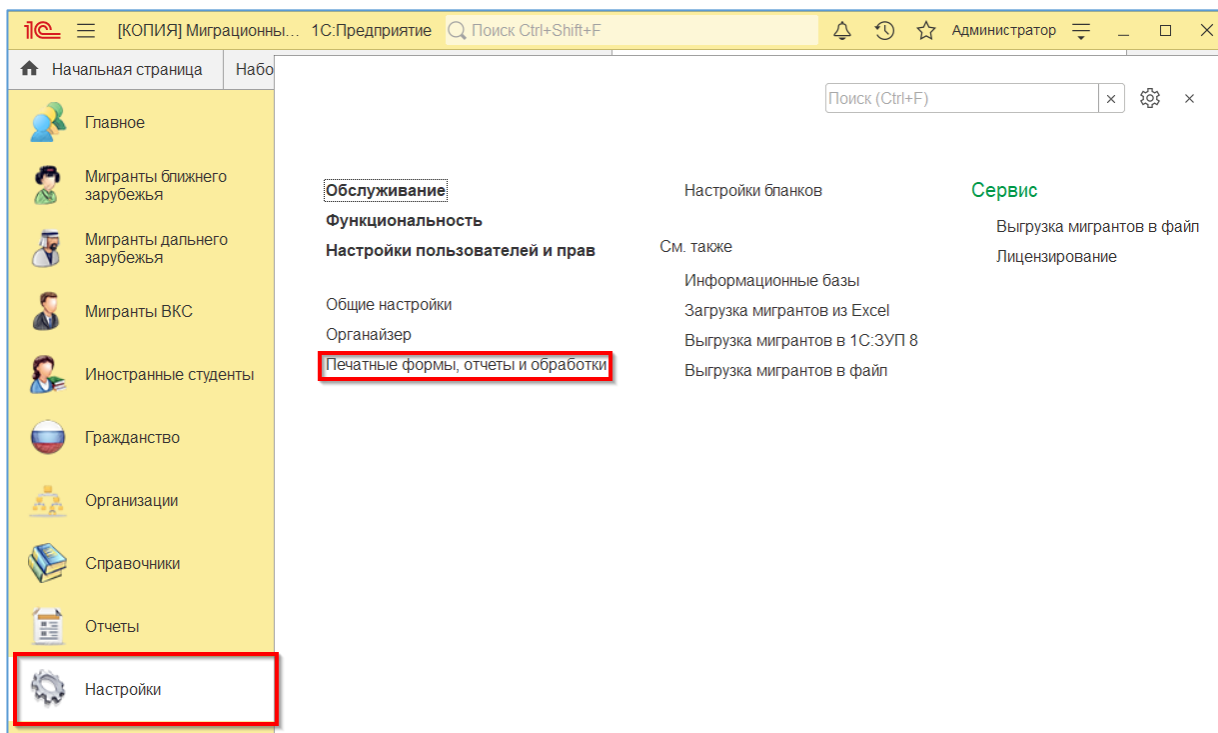 1С [КОПИЯ] Миграционны... 1С:Предприятие Поиск Ctrl+Shift+F Администратор
Начальная страница Набо
Поиск (Ctrl+F)
Главное
Мигранты ближнего
зарубежья
Мигранты дальнего
зарубежья
Мигранты ВКС
Иностранные студенты
Гражданство
Организации
Справочники
Отчеты
Настройки
Обслуживание
Функциональность
Настройки пользователей и прав
Общие настройки
Органайзер
Печатные формы, отчеты и обработки
Настройки бланков
См. также
Информационные базы
Загрузка мигрантов из Excel
Выгрузка мигрантов в 1С:ЗУП 8
Выгрузка мигрантов в файл
Сервис
Выгрузка мигрантов в файл
Лицензирование